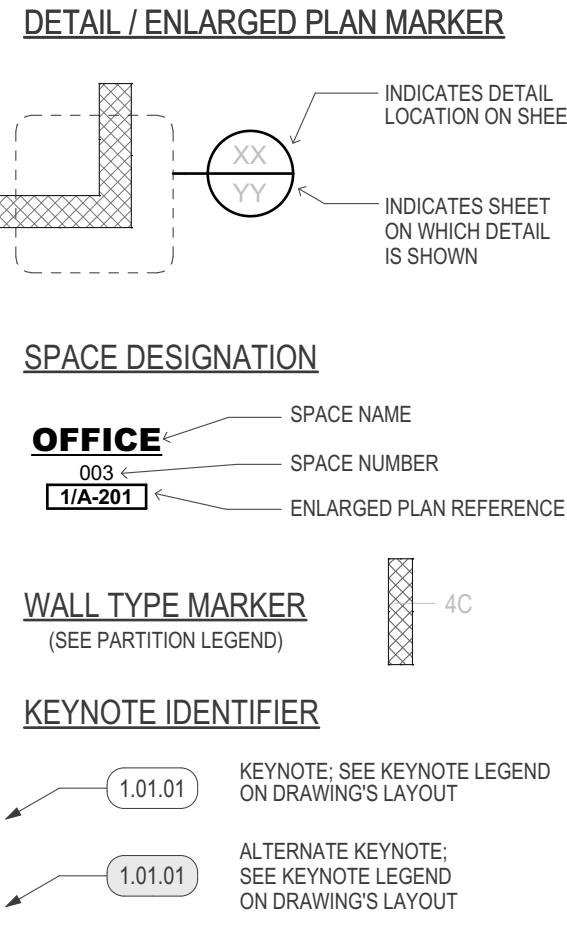 DETAIL / ENLARGED PLAN MARKER
INDICATES DETAIL
LOCATION ON SHEE
XX
YY
INDICATES SHEET
ON WHICH DETAIL
IS SHOWN
SPACE DESIGNATION
SPACE NAME
OFFICE
003
SPACE NUMBER
1/A-201
ENLARGED PLAN REFERENCE
WALL TYPE MARKER
(SEE PARTITION LEGEND)
4C
KEYNOTE IDENTIFIER
1.01.01
KEYNOTE; SEE KEYNOTE LEGEND
ON DRAWING'S LAYOUT
1.01.01
ALTERNATE KEYNOTE;
SEE KEYNOTE LEGEND
ON DRAWING'S LAYOUT